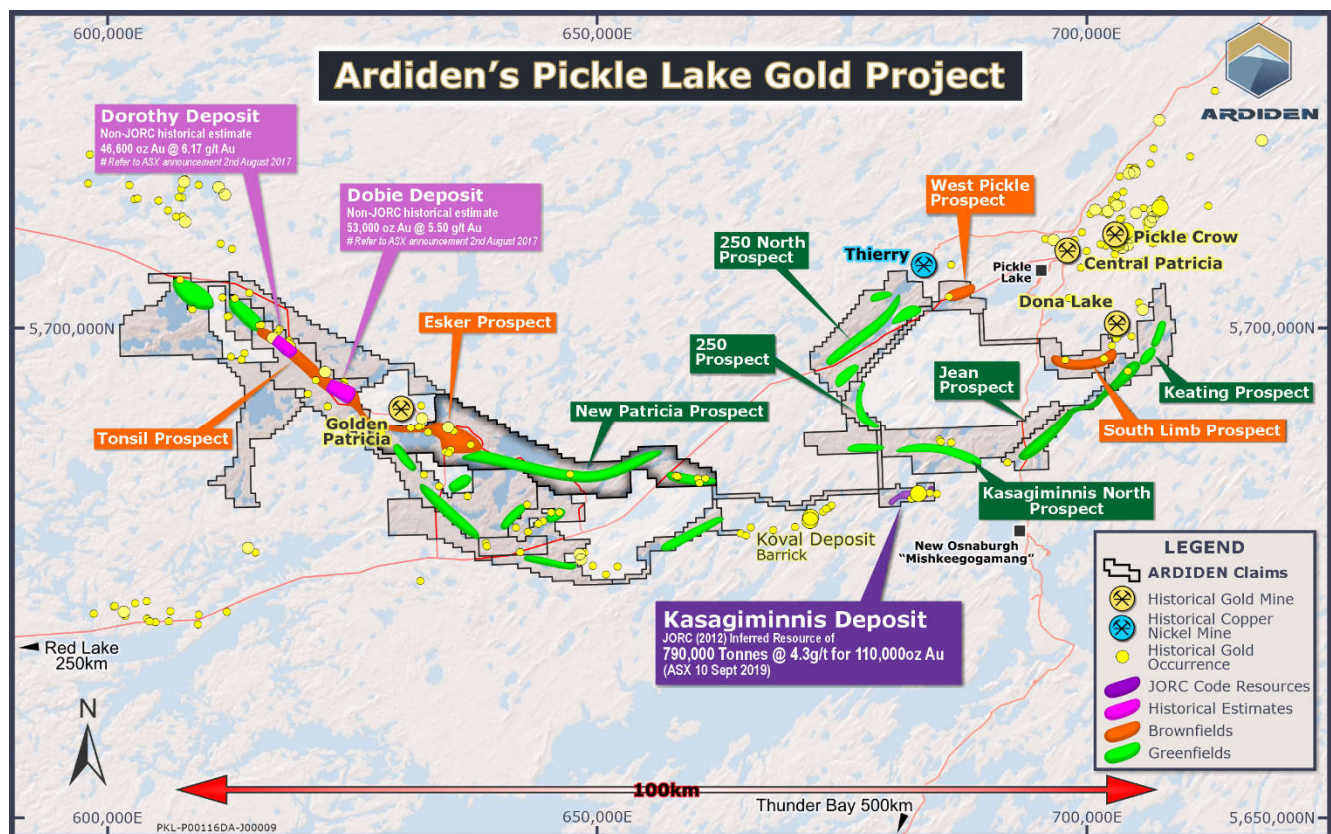 600,000E
650,000E
700,000E
Ardiden's Pickle Lake Gold Project
ARDIDEN
Dorothy Deposit
Non-JORC historical estimate
46,600 oz Au @ 6.17 g/t Au
# Refer to ASX announcement 2nd August 2017
Dobie Deposit
Non-JORC historical estimate
53,000 oz Au @ 5.50 g/t Au
# Refer to ASX announcement 2nd August 2017
West Pickle
Prospect
250 North
Prospect
Thierry
Pickle
Lake
Pickle Crow
Central Patricia
Dona Lake
5,700,000N
5,700,000N
Esker Prospect
250
Prospect
Jean
Prospect
Keating Prospect
New Patricia Prospect
Tonsil Prospect
Golden
Patricia
South Limb Prospect
Kasagiminnis North
Prospect
Koval Deposit
Barrick
New Osnaburgh
"Mishkeegogamang"
Kasagiminnis Deposit
JORC (2012) Inferred Resource of
790,000 Tonnes @ 4.3g/t for 110,000oz Au
(ASX 10 Sept 2019)
LEGEND
ARDIDEN Claims
Historical Gold Mine
Historical Copper
Nickel Mine
Historical Gold
Occurrence
JORC Code Resources
Historical Estimates
Brownfields
Greenfields
Red Lake
250km
N
100km
Thunder Bay 500km
600,000E
650,000E
700,000E
5,650,000N
PKL-P00116DA-J00009